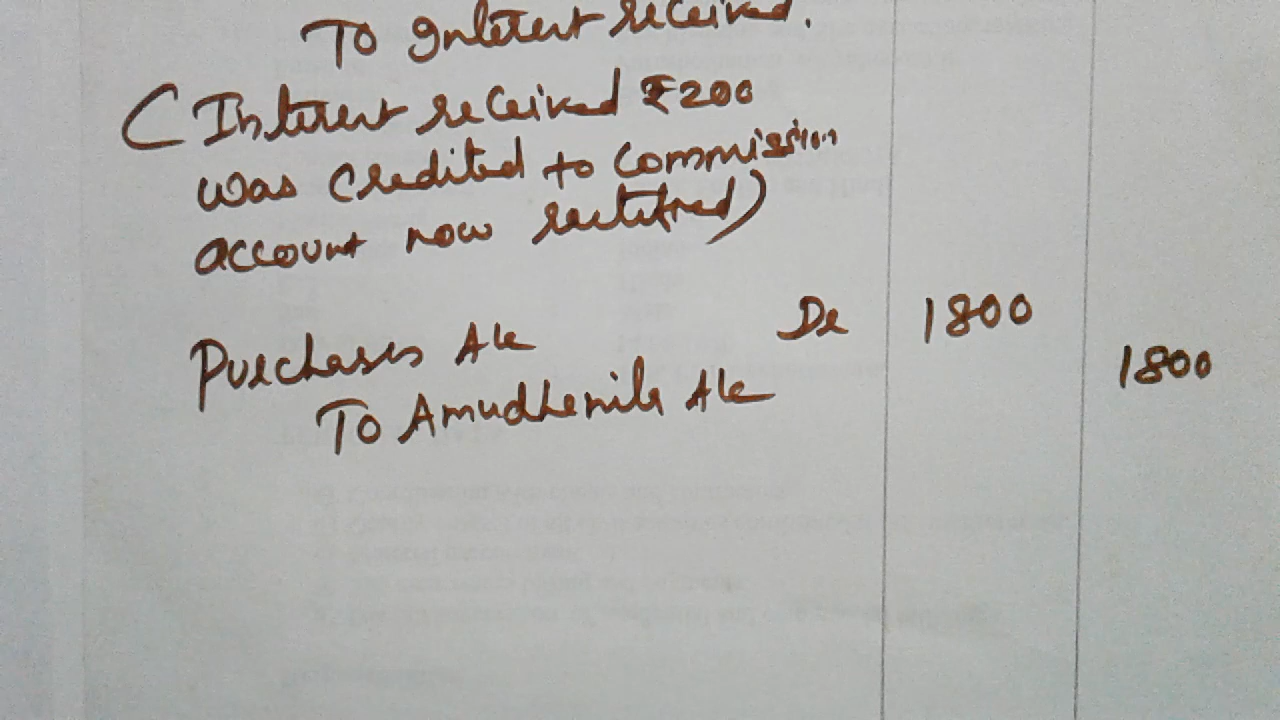 To Interest received.
(Interest received ₹200
was credited to commission
account now rectified)
Purchases A/c Dr 1800
To Amudhenila A/c 1800